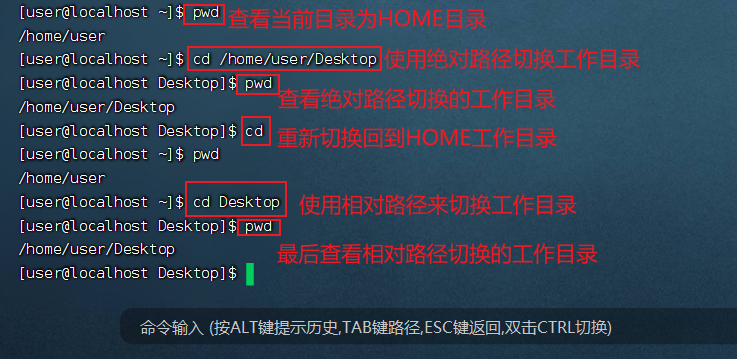 [user@localhost ~]$ pwd 查看当前目录为HOME目录
/home/user
[user@localhost ~]$ cd /home/user/Desktop 使用绝对路径切换工作目录
[user@localhost Desktop]$ pwd
/home/user/Desktop 查看绝对路径切换的工作目录
[user@localhost Desktop]$ cd 重新切换回到HOME工作目录
[user@localhost ~]$ pwd
/home/user
[user@localhost ~]$ cd Desktop 使用相对路径来切换工作目录
[user@localhost Desktop]$ pwd
/home/user/Desktop 最后查看相对路径切换的工作目录
[user@localhost Desktop]$
命令输入 (按ALT键提示历史,TAB键路径,ESC键返回,双击CTRL切换)